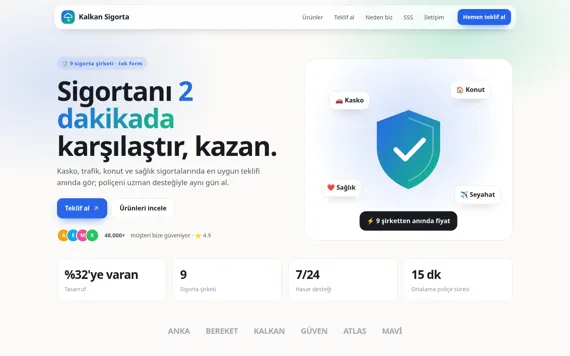 Kalkan Sigorta
Ürünler
Teklif al
Neden biz
SSS
İletişim
Hemen teklif al
9 sigorta şirketi · tek form
Sigortanı 2
dakikada
karşılaştır, kazan.
Kasko, trafik, konut ve sağlık sigortalarında en uygun teklifi
anında gör; poliçeni uzman desteğiyle aynı gün al.
Teklif al
Ürünleri incele
48.000+ müşteri bize güveniyor · ⭐ 4.9
🚗 Kasko
🏠 Konut
❤️ Sağlık
✈️ Seyahat
⚡ 9 şirketten anında fiyat
%32'ye varan
Tasarruf
9
Sigorta şirketi
7/24
Hasar desteği
15 dk
Ortalama poliçe süresi
ANKA
BEREKET
KALKAN
GÜVEN
ATLAS
MAVİ